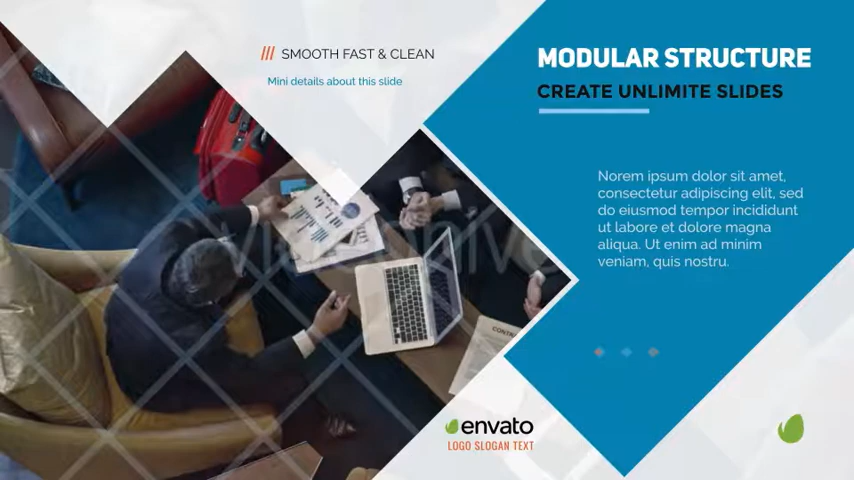 /// SMOOTH FAST & CLEAN
Mini details about this slide
MODULAR STRUCTURE
CREATE UNLIMITE SLIDES
Norem ipsum dolor sit amet,
consectetur adipiscing elit, sed
do eiusmod tempor incididunt
ut labore et dolore magna
aliqua. Ut enim ad minim
veniam, quis nostru.
videohive
envato
LOGO SLOGAN TEXT